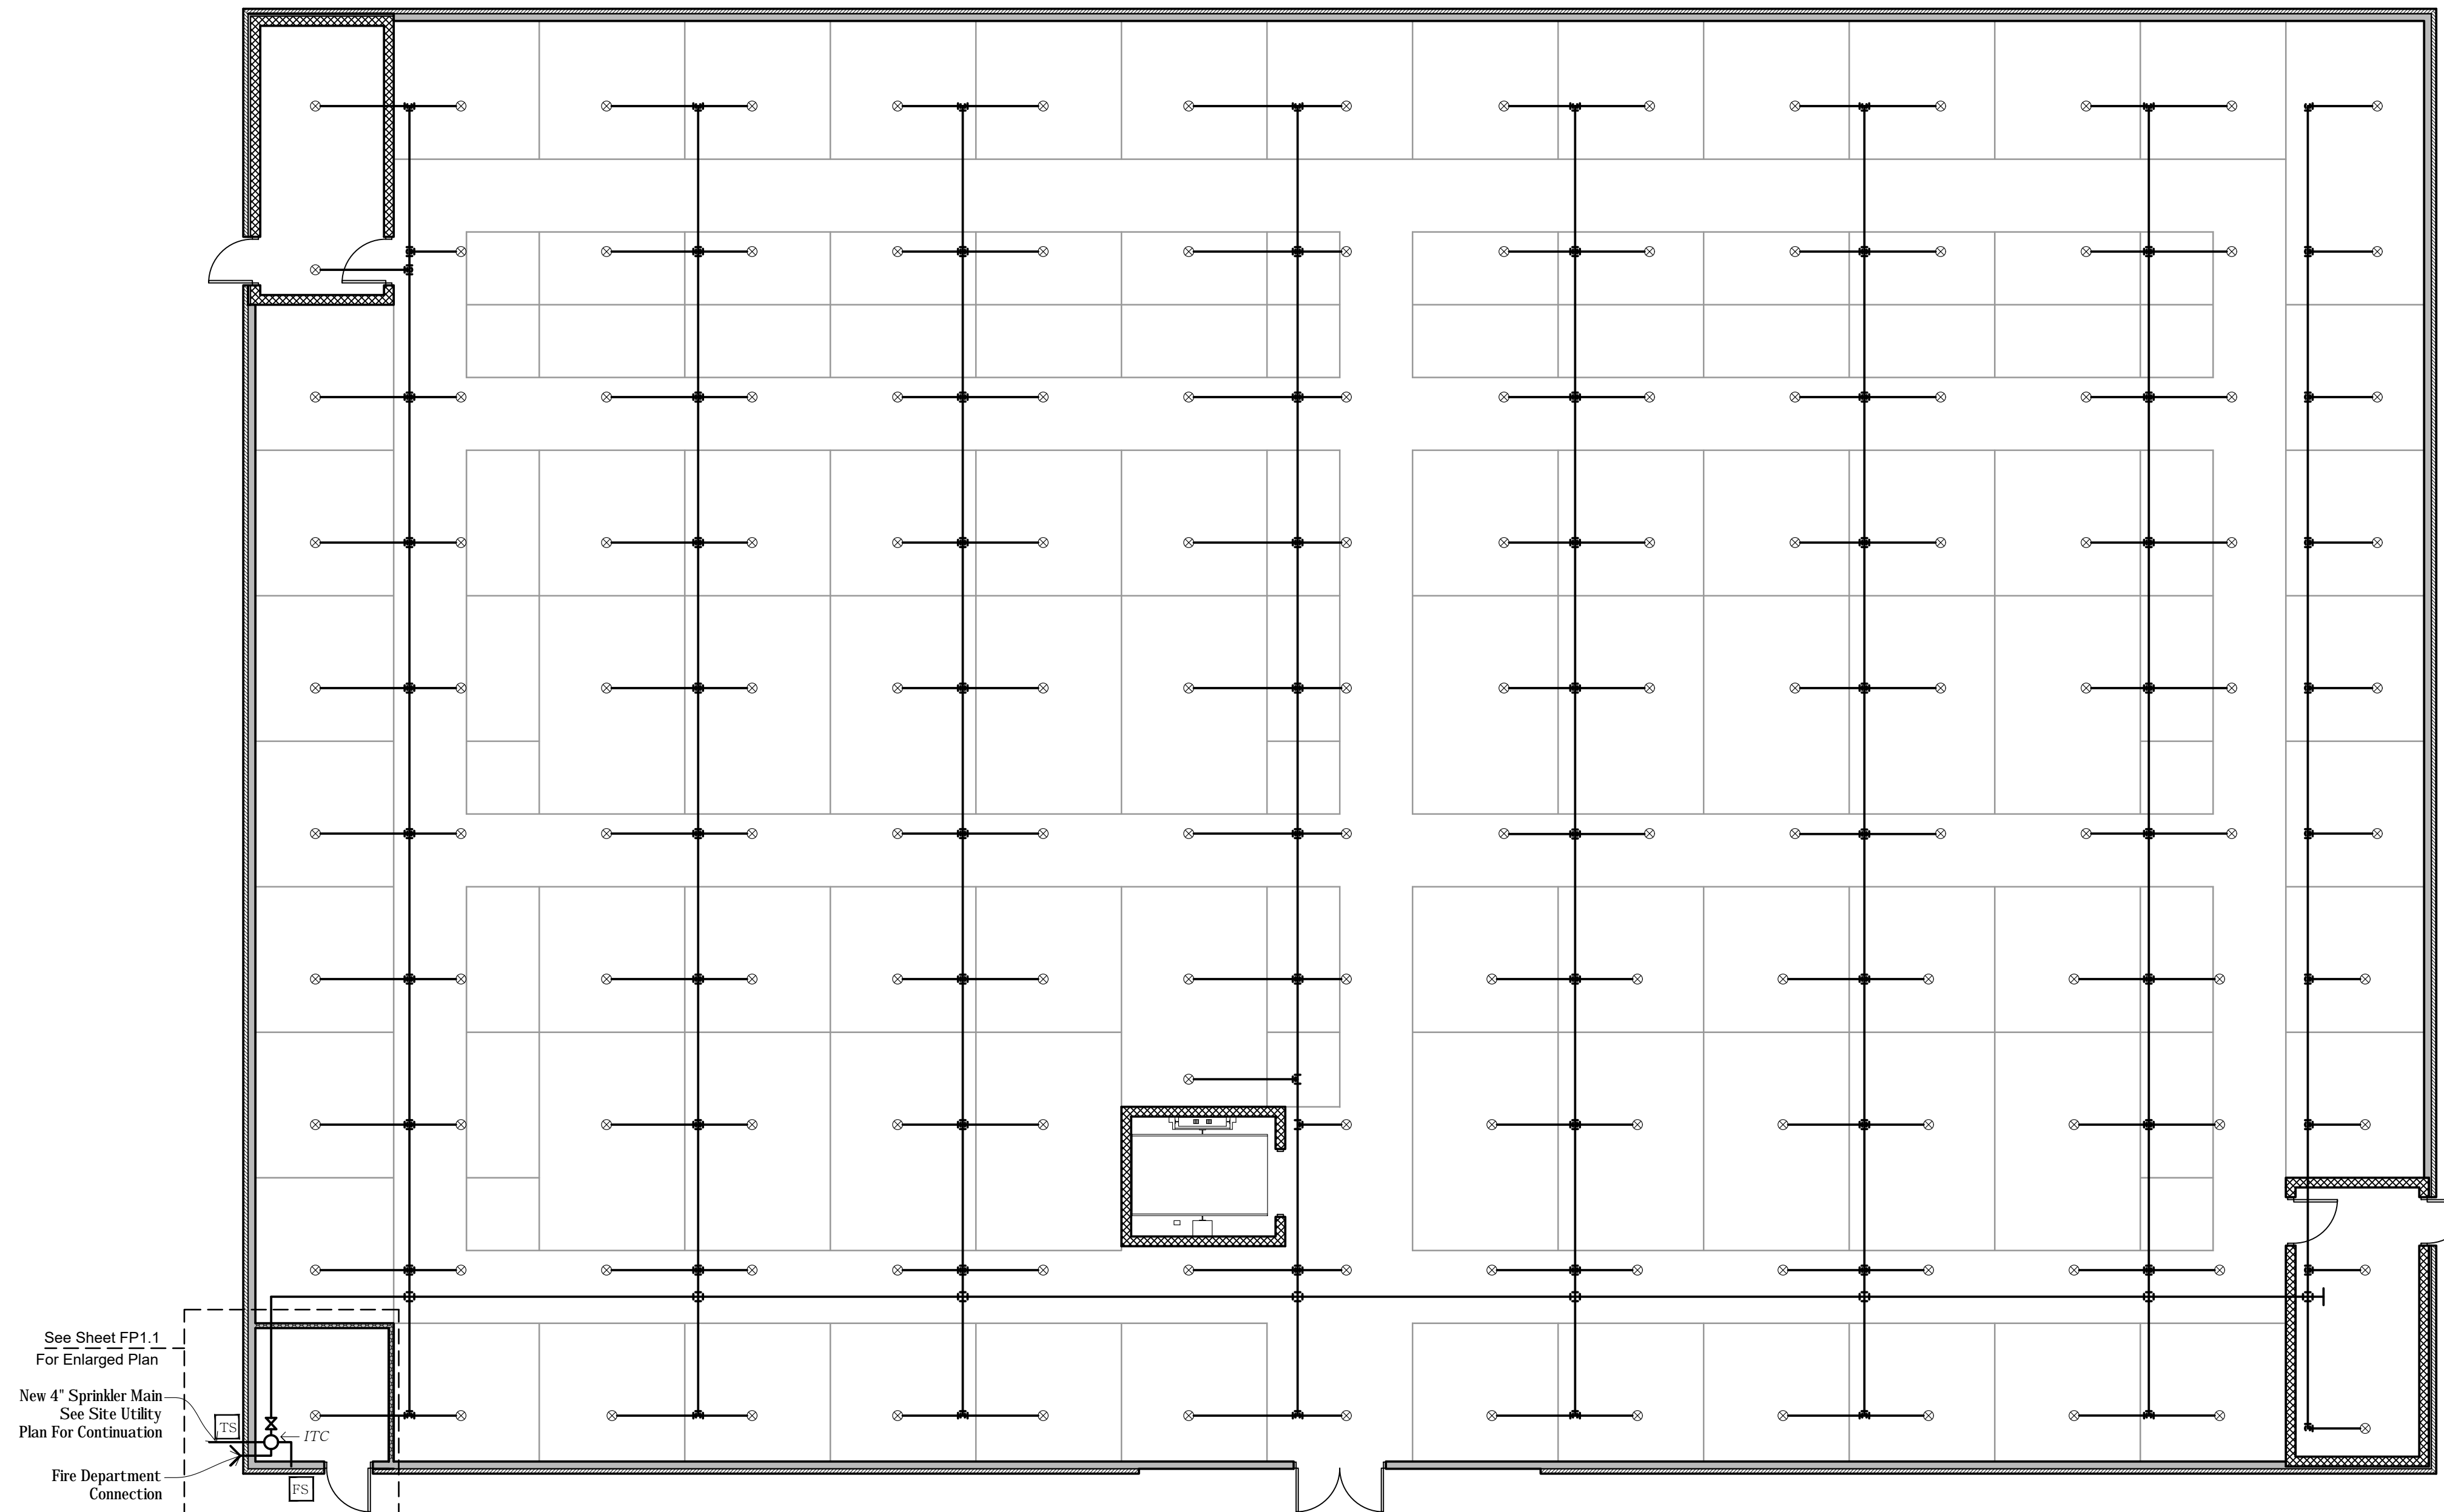 See Sheet FP1.1
For Enlarged Plan
New 4" Sprinkler Main
See Site Utility
Plan For Continuation
TS
ITC
Fire Department
Connection
FS